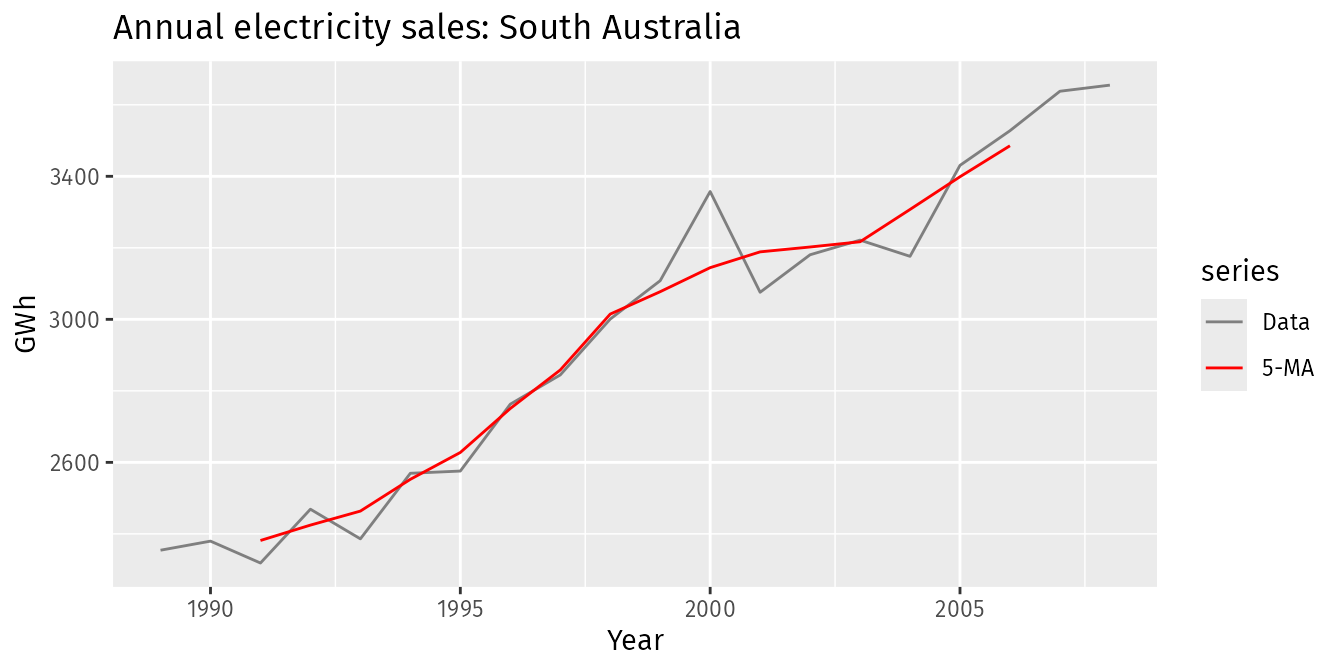 Annual electricity sales: South Australia
GWh
3400
3000
2600
1990 1995 2000 2005
Year
series
Data
5-MA